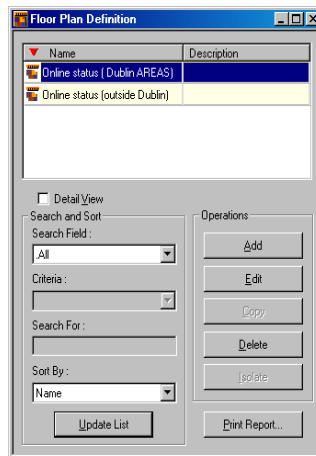 Floor Plan Definition
Name Description
Online status ( Dublin AREAS)
Online status (outside Dublin)
Detail View
Search and Sort
Search Field :
.All
Criteria :
Search For :
Sort By :
Name
Update List
Operations
Add
Edit
Copy
Delete
Isolate
Print Report...